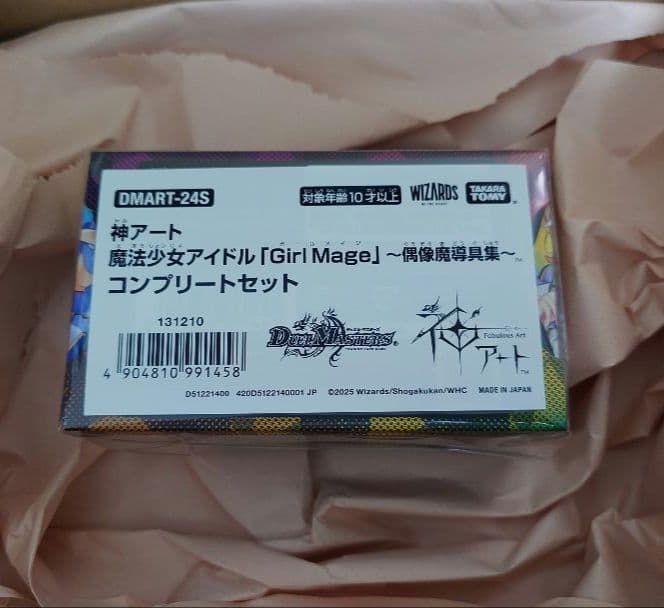 DMART-24S
対象年齢10才以上
WIZARDS
TAKARA TOMY
神アート
魔法少女アイドル「Girl Mage」〜偶像魔導具集〜™
コンプリートセット
131210
4 904810 991458
DUEL MASTERS
神アート
Fabulous Art
D51221400 420D5122140001 JP ©2025 Wizards/Shogakukan/WHC MADE IN JAPAN